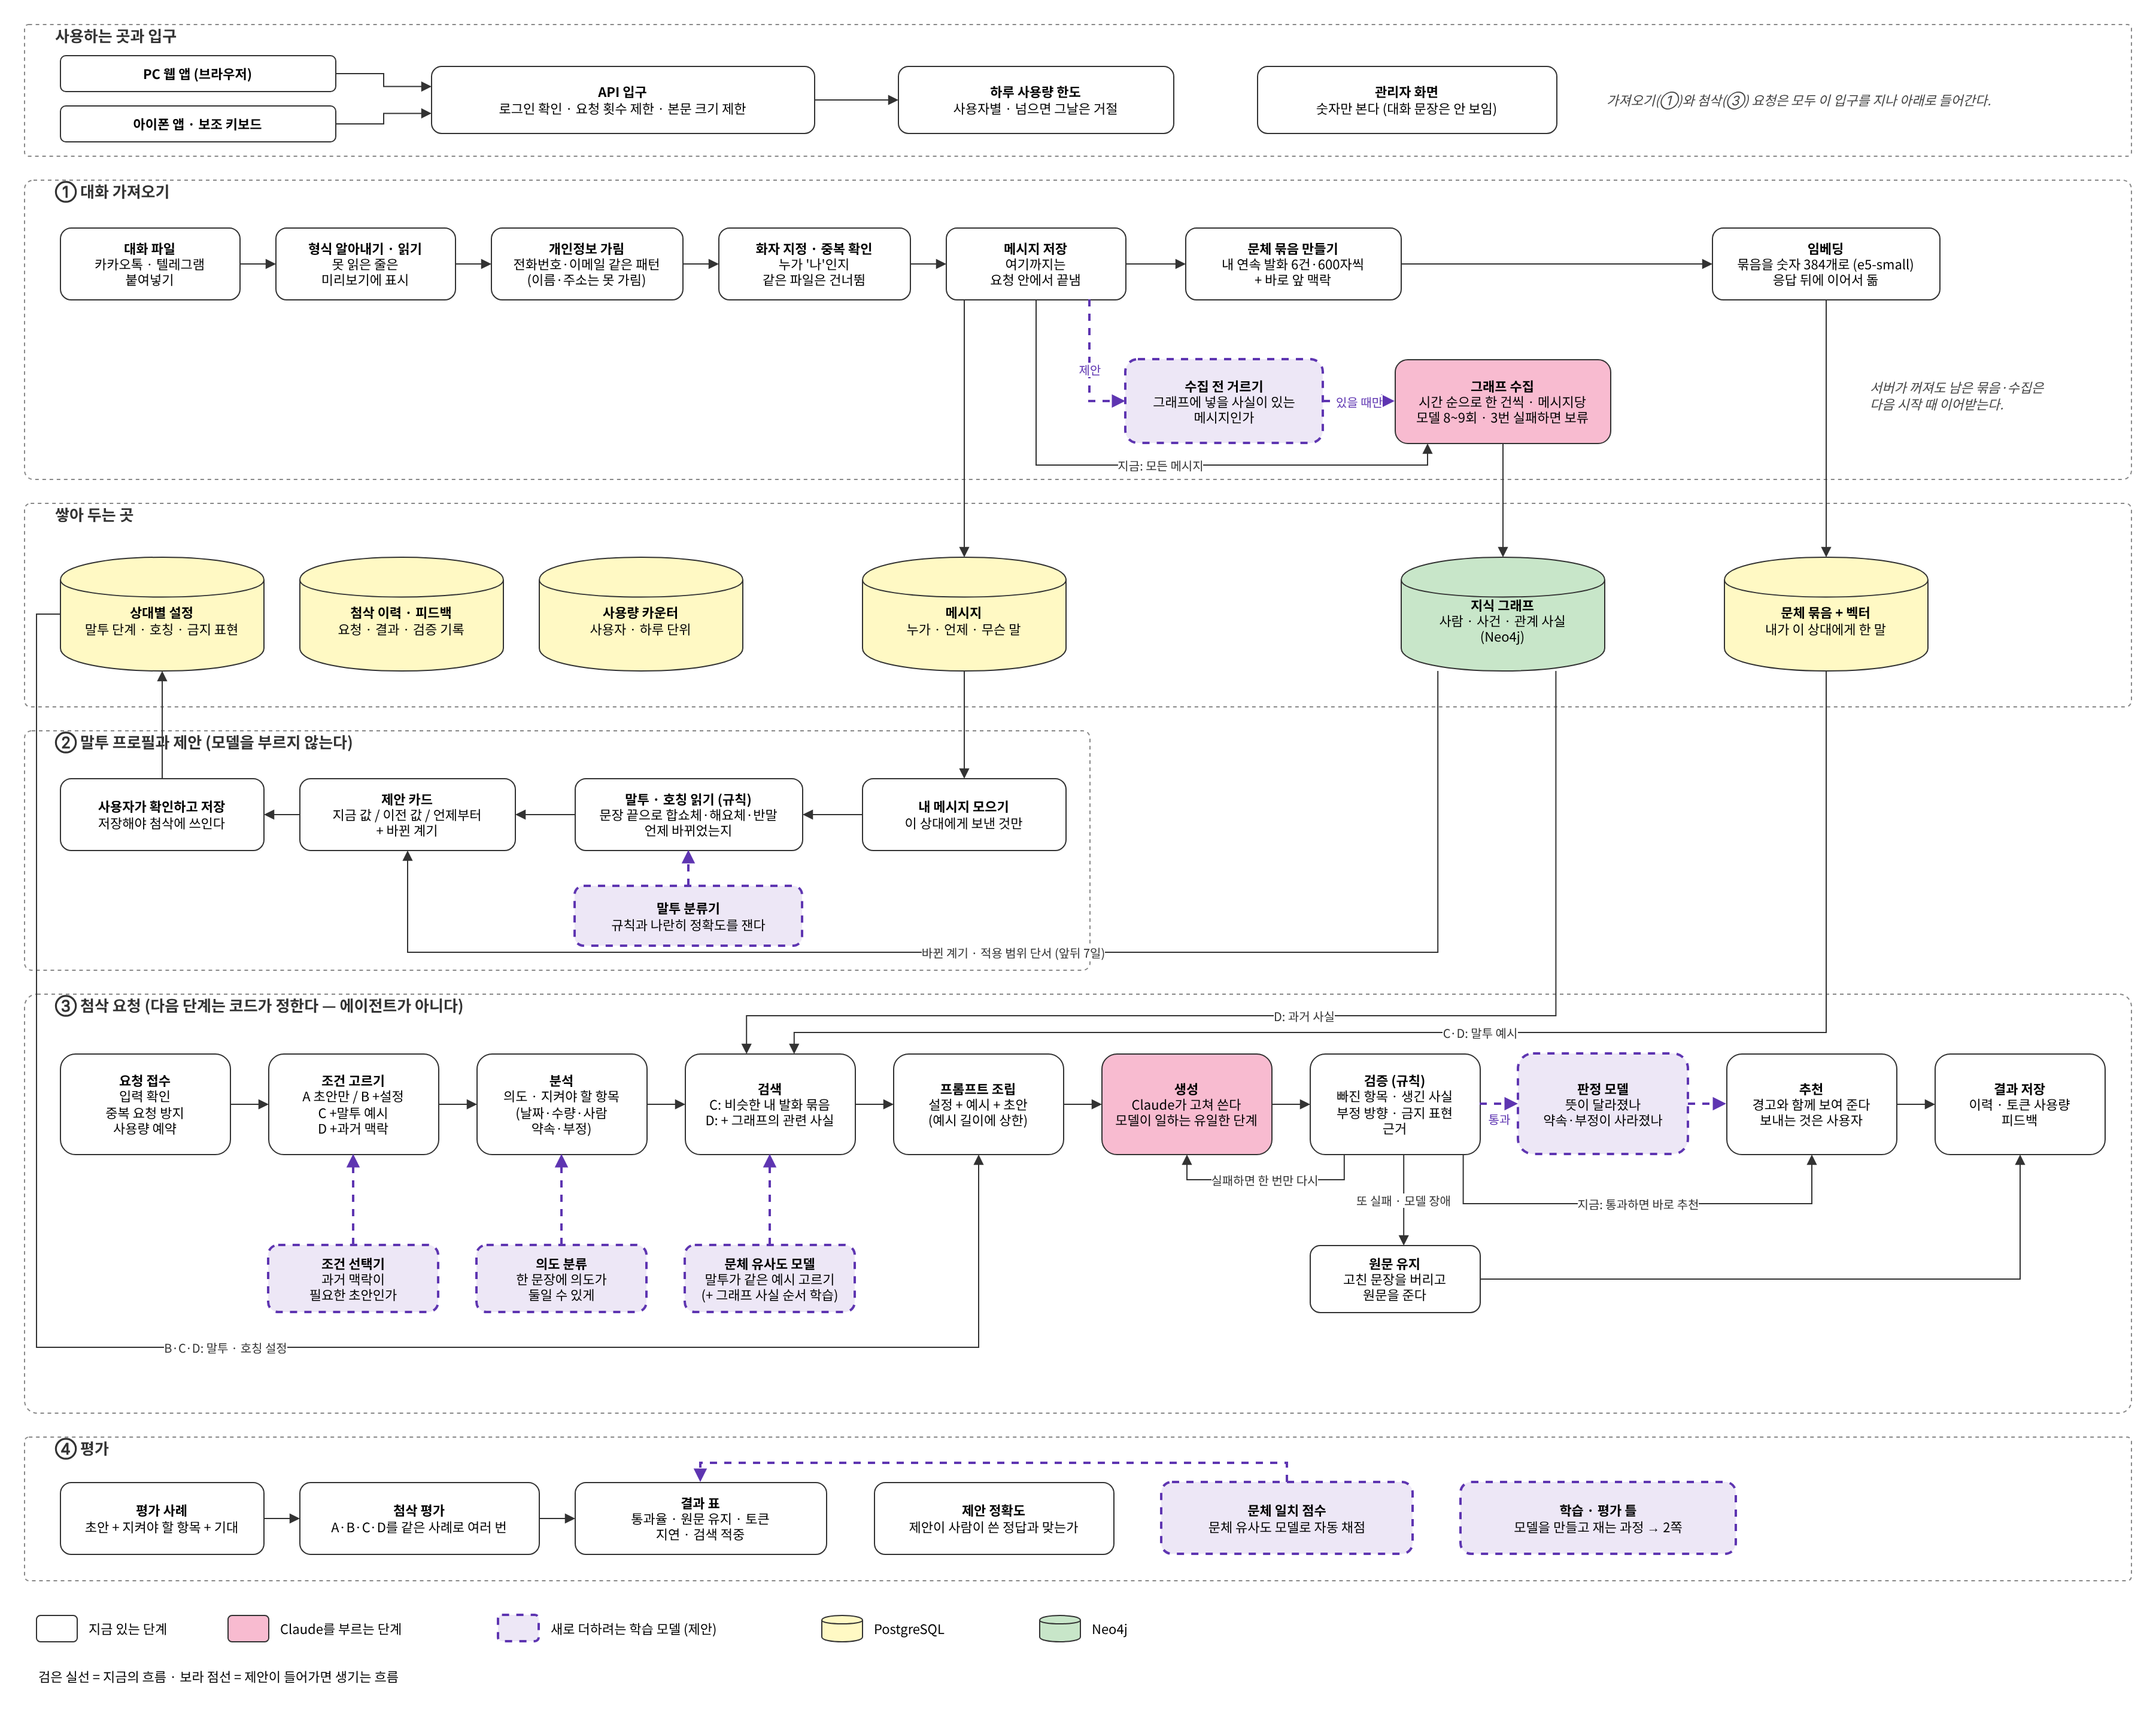 사용하는 곳과 입구
PC 웹 앱 (브라우저)
아이폰 앱 · 보조 키보드
API 입구
로그인 확인 · 요청 횟수 제한 · 본문 크기 제한
하루 사용량 한도
사용자별 · 넘으면 그날은 거절
관리자 화면
숫자만 본다 (대화 문장은 안 보임)
가져오기(①)와 첨삭(③) 요청은 모두 이 입구를 지나 아래로 들어간다.
① 대화 가져오기
대화 파일
카카오톡 · 텔레그램
붙여넣기
형식 알아내기 · 읽기
못 읽은 줄은
미리보기에 표시
개인정보 가림
전화번호·이메일 같은 패턴
(이름·주소는 못 가림)
화자 지정 · 중복 확인
누가 '나'인지
같은 파일은 건너뜀
메시지 저장
여기까지는
요청 안에서 끝냄
문체 묶음 만들기
내 연속 발화 6건·600자씩
+ 바로 앞 맥락
임베딩
묶음을 숫자 384개로 (e5-small)
응답 뒤에 이어서 돎
제안
수집 전 거르기
그래프에 넣을 사실이 있는
메시지인가
있을 때만
그래프 수집
시간 순으로 한 건씩 · 메시지당
모델 8~9회 · 3번 실패하면 보류
서버가 꺼져도 남은 묶음·수집은
다음 시작 때 이어받는다.
지금: 모든 메시지
쌓아 두는 곳
상대별 설정
말투 단계 · 호칭 · 금지 표현
첨삭 이력 · 피드백
요청 · 결과 · 검증 기록
사용량 카운터
사용자 · 하루 단위
메시지
누가 · 언제 · 무슨 말
지식 그래프
사람 · 사건 · 관계 사실
(Neo4j)
문체 묶음 + 벡터
내가 이 상대에게 한 말
② 말투 프로필과 제안 (모델을 부르지 않는다)
사용자가 확인하고 저장
저장해야 첨삭에 쓰인다
제안 카드
지금 값 / 이전 값 / 언제부터
+ 바뀐 계기
말투 · 호칭 읽기 (규칙)
문장 끝으로 합쇼체·해요체·반말
언제 바뀌었는지
내 메시지 모으기
이 상대에게 보낸 것만
말투 분류기
규칙과 나란히 정확도를 잰다
바뀐 계기 · 적용 범위 단서 (앞뒤 7일)
③ 첨삭 요청 (다음 단계는 코드가 정한다 — 에이전트가 아니다)
D: 과거 사실
C·D: 말투 예시
요청 접수
입력 확인
중복 요청 방지
사용량 예약
조건 고르기
A 초안만 / B +설정
C +말투 예시
D +과거 맥락
분석
의도 · 지켜야 할 항목
(날짜·수량·사람
약속·부정)
검색
C: 비슷한 내 발화 묶음
D: + 그래프의 관련 사실
프롬프트 조립
설정 + 예시 + 초안
(예시 길이에 상한)
생성
Claude가 고쳐 쓴다
모델이 일하는 유일한 단계
검증 (규칙)
빠진 항목 · 생긴 사실
부정 방향 · 금지 표현
근거
통과
판정 모델
뜻이 달라졌나
약속·부정이 사라졌나
추천
경고와 함께 보여 준다
보내는 것은 사용자
결과 저장
이력 · 토큰 사용량
피드백
실패하면 한 번만 다시
또 실패 · 모델 장애
지금: 통과하면 바로 추천
조건 선택기
과거 맥락이
필요한 초안인가
의도 분류
한 문장에 의도가
둘일 수 있게
문체 유사도 모델
말투가 같은 예시 고르기
(+ 그래프 사실 순서 학습)
원문 유지
고친 문장을 버리고
원문을 준다
B·C·D: 말투 · 호칭 설정
④ 평가
평가 사례
초안 + 지켜야 할 항목 + 기대
첨삭 평가
A·B·C·D를 같은 사례로 여러 번
결과 표
통과율 · 원문 유지 · 토큰
지연 · 검색 적중
제안 정확도
제안이 사람이 쓴 정답과 맞는가
문체 일치 점수
문체 유사도 모델로 자동 채점
학습 · 평가 틀
모델을 만들고 재는 과정 → 2쪽
지금 있는 단계
Claude를 부르는 단계
새로 더하려는 학습 모델 (제안)
PostgreSQL
Neo4j
검은 실선 = 지금의 흐름 · 보라 점선 = 제안이 들어가면 생기는 흐름